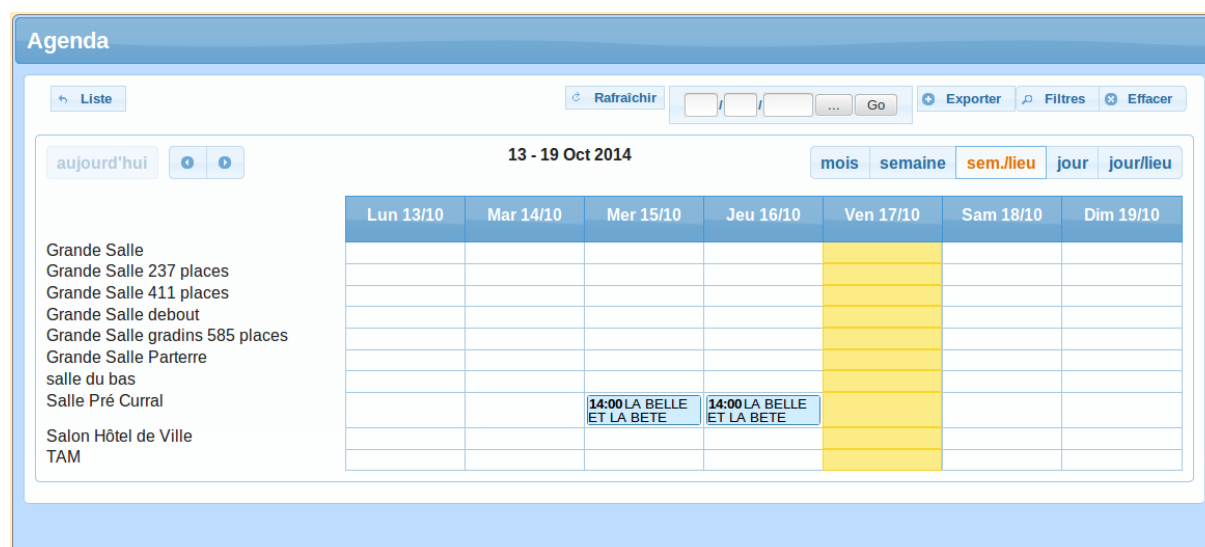 Agenda
Liste Rafraîchir / / ... Go Exporter Filtres Effacer
aujourd'hui 13 - 19 Oct 2014 mois semaine sem./lieu jour jour/lieu
Lun 13/10 Mar 14/10 Mer 15/10 Jeu 16/10 Ven 17/10 Sam 18/10 Dim 19/10
Grande Salle
Grande Salle 237 places
Grande Salle 411 places
Grande Salle debout
Grande Salle gradins 585 places
Grande Salle Parterre
salle du bas
Salle Pré Curral
14:00 LA BELLE
ET LA BETE
14:00 LA BELLE
ET LA BETE
Salon Hôtel de Ville
TAM